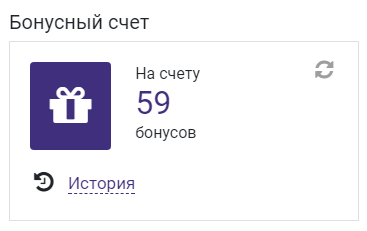 Бонусный счет
На счету
59
бонусов
История